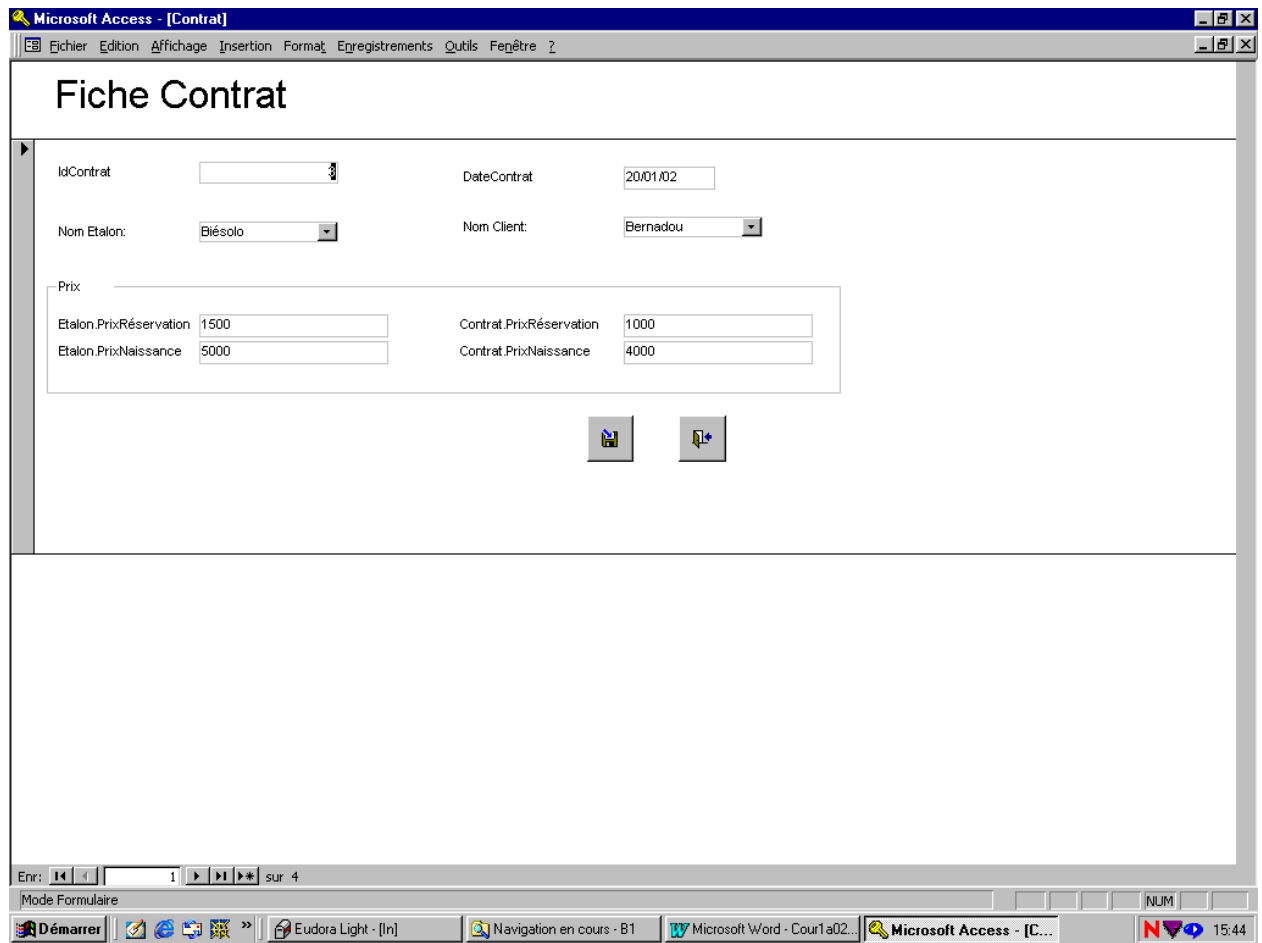 Microsoft Access - [Contrat]
Fichier Edition Affichage Insertion Format Enregistrements Outils Fenêtre ?
Fiche Contrat
IdContrat 3 DateContrat 20/01/02
Nom Etalon: Biésolo Nom Client: Bernadou
Prix
Etalon.PrixRéservation 1500 Contrat.PrixRéservation 1000
Etalon.PrixNaissance 5000 Contrat.PrixNaissance 4000
Enr: 1 sur 4
Mode Formulaire NUM
Démarrer » Eudora Light - [In] Navigation en cours - B1 Microsoft Word - Cour1a02... Microsoft Access - [C... N 15:44